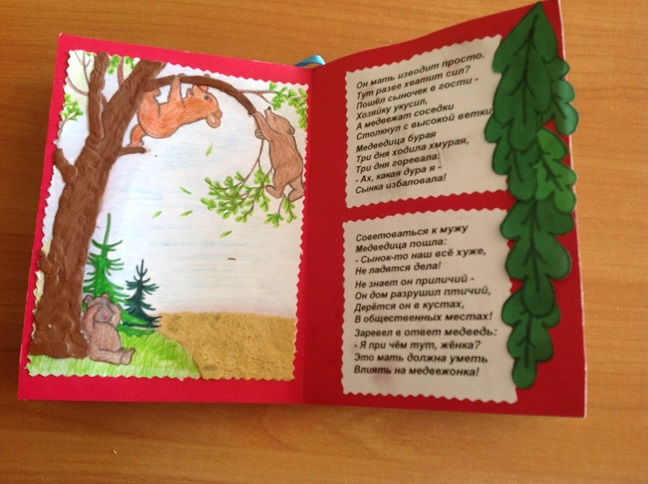 Он мать изводит просто.
Тут разве хватит сил?
Пошёл сыночек в гости -
Хозяйку укусил,
А медвежат соседки
Столкнул с высокой ветки
Медведица бурая
Три дня ходила хмурая,
Три дня горевала:
- Ах, какая дура я -
Сынка избаловала!
Советоваться к мужу
Медведица пошла:
- Сынок-то наш всё хуже,
Не ладятся дела!
Не знает он приличий -
Он дом разрушил птичий,
Дерётся он в кустах,
В общественных местах!
Заревел в ответ медведь:
- Я при чём тут, жёнка?
Это мать должна уметь
Влиять на медвежонка!